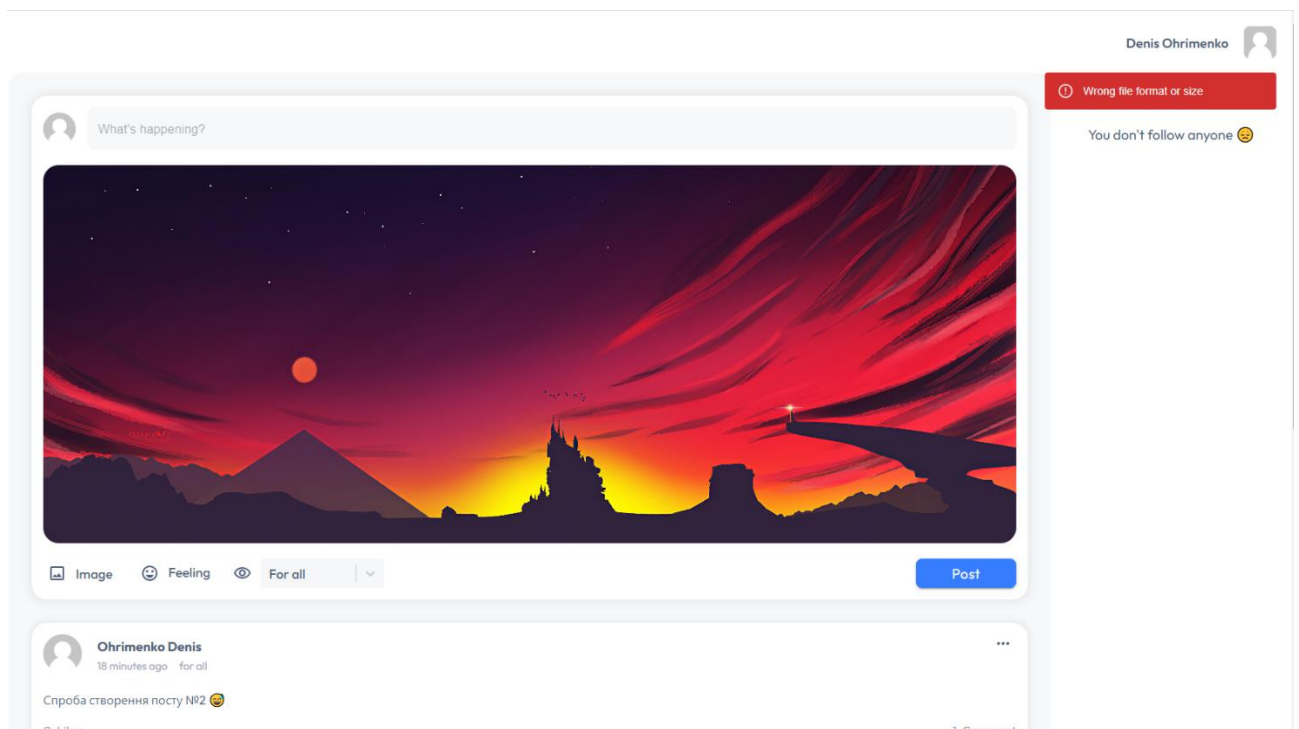 Denis Ohrimenko
Wrong file format or size
You don't follow anyone 😞
What's happening?
Image Feeling For all Post
Ohrimenko Denis
18 minutes ago for all
Спроба створення посту №2 😅